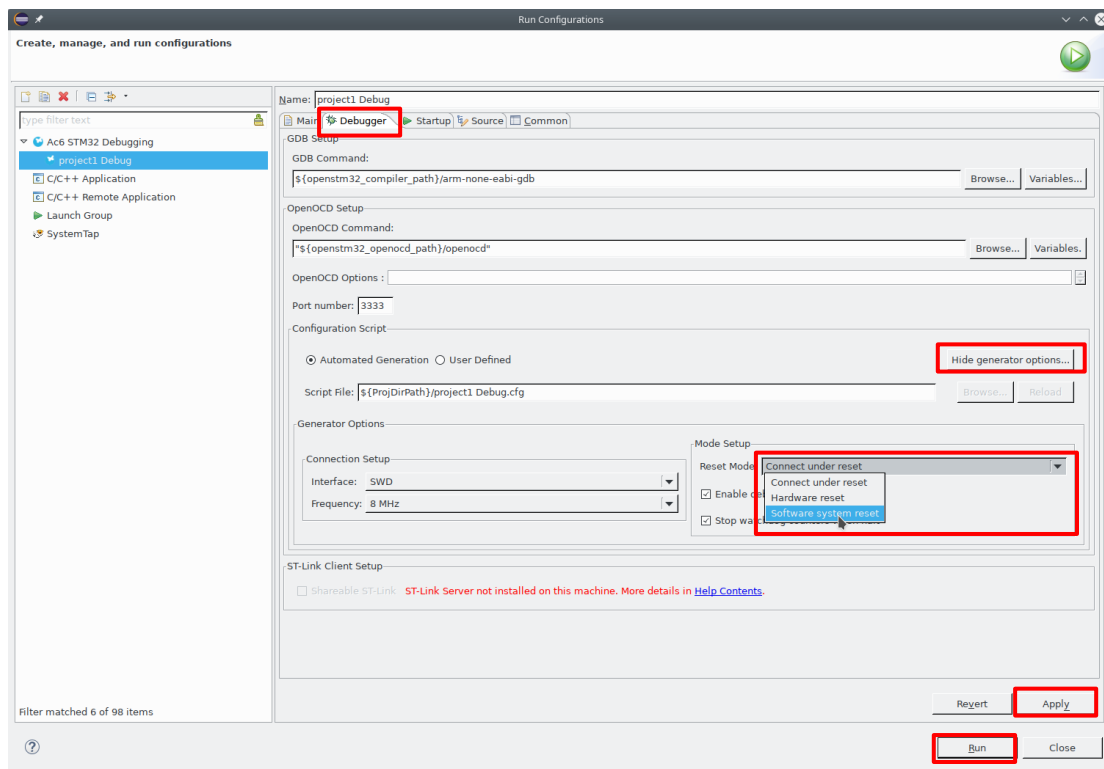 Run Configurations
Create, manage, and run configurations
type filter text
Ac6 STM32 Debugging
project1 Debug
C/C++ Application
C/C++ Remote Application
Launch Group
SystemTap
Filter matched 6 of 98 items
Name: project1 Debug
Main Debugger Startup Source Common
GDB Setup
GDB Command:
${openstm32_compiler_path}/arm-none-eabi-gdb
Browse... Variables...
OpenOCD Setup
OpenOCD Command:
"${openstm32_openocd_path}/openocd"
Browse... Variables.
OpenOCD Options :
Port number: 3333
Configuration Script
Automated Generation User Defined
Hide generator options...
Script File: ${ProjDirPath}/project1 Debug.cfg
Browse... Reload
Generator Options
Connection Setup
Interface: SWD
Frequency: 8 MHz
Mode Setup
Reset Mode Connect under reset
Connect under reset
Hardware reset
Software system reset
Enable
Stop
ST-Link Client Setup
Shareable ST-Link ST-Link Server not installed on this machine. More details in Help Contents.
Revert Apply
Run Close